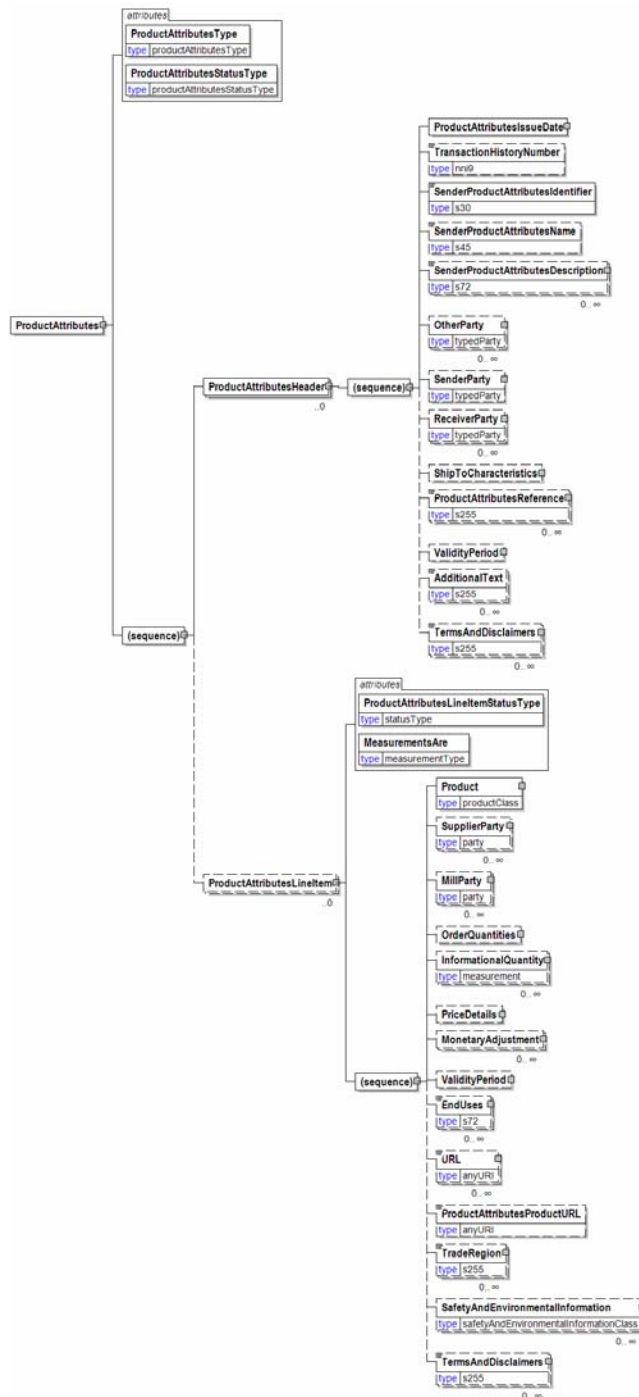 attributes
ProductAttributesType
type productAttributesType
ProductAttributesStatusType
type productAttributesStatusType
ProductAttributes
(sequence)
ProductAttributesHeader
..0
(sequence)
ProductAttributesIssueDate
TransactionHistoryNumber
type nni9
SenderProductAttributesIdentifier
type s30
SenderProductAttributesName
type s45
SenderProductAttributesDescription
type s72
0.. ∞
OtherParty
type typedParty
0.. ∞
SenderParty
type typedParty
ReceiverParty
type typedParty
0.. ∞
ShipToCharacteristics
ProductAttributesReference
type s255
0.. ∞
ValidityPeriod
AdditionalText
type s255
0.. ∞
TermsAndDisclaimers
type s255
0.. ∞
ProductAttributesLineItem
..0
attributes
ProductAttributesLineItemStatusType
type statusType
MeasurementsAre
type measurementType
(sequence)
Product
type productClass
SupplierParty
type party
0.. ∞
MillParty
type party
0.. ∞
OrderQuantities
InformationalQuantity
type measurement
0.. ∞
PriceDetails
MonetaryAdjustment
0.. ∞
ValidityPeriod
EndUses
type s72
0.. ∞
URL
type anyURI
0.. ∞
ProductAttributesProductURL
type anyURI
TradeRegion
type s255
0.. ∞
SafetyAndEnvironmentalInformation
type safetyAndEnvironmentalInformationClass
0.. ∞
TermsAndDisclaimers
type s255
0.. ∞